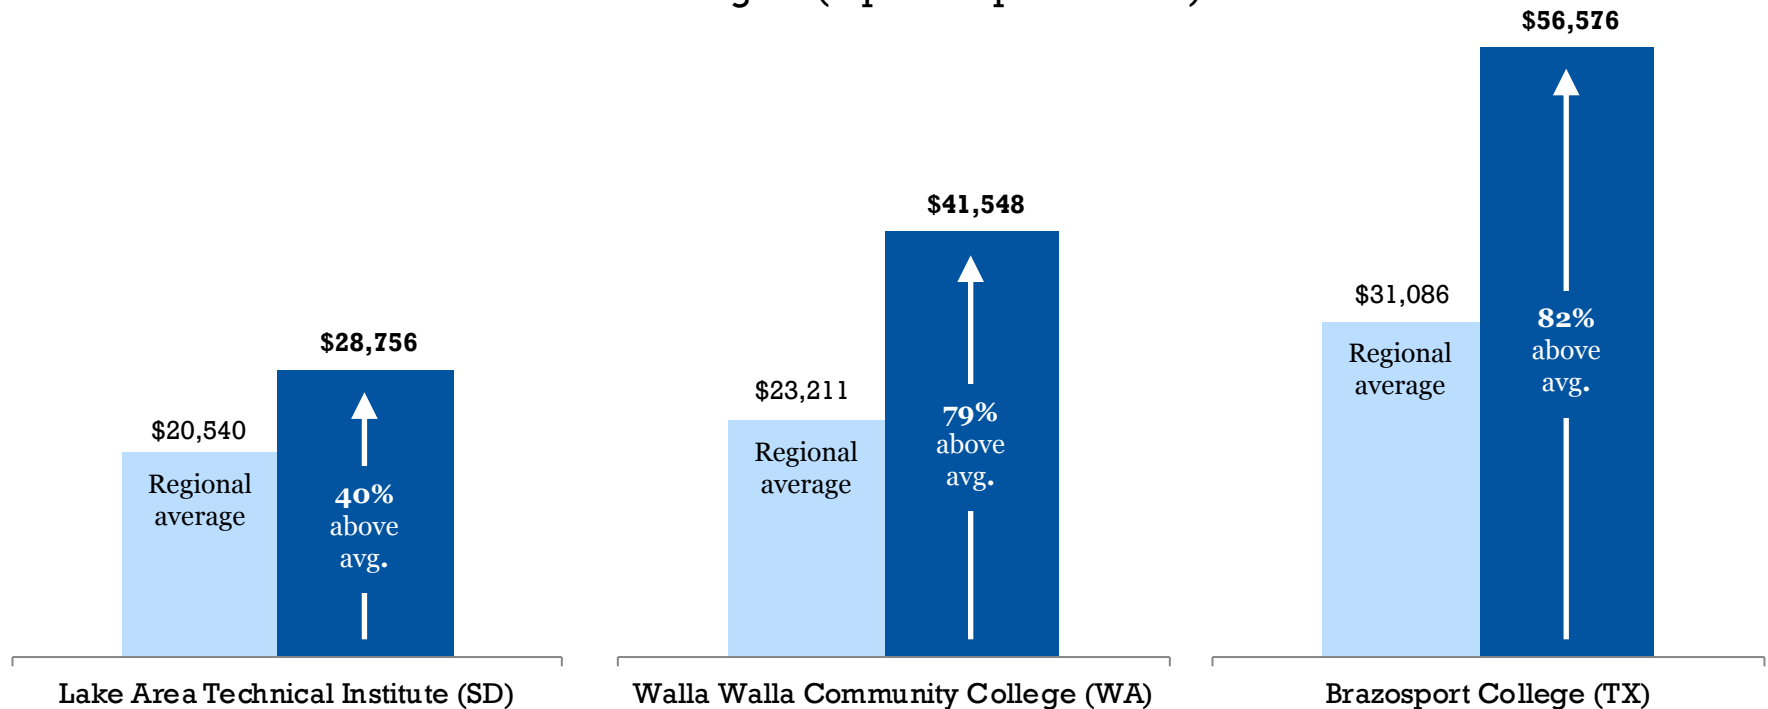 $56,576
$41,548
$31,086
82%
above
avg.
Regional
average
$28,756
$23,211
79%
above
avg.
Regional
average
$20,540
Regional
average
40%
above
avg.
Lake Area Technical Institute (SD)
Walla Walla Community College (WA)
Brazosport College (TX)